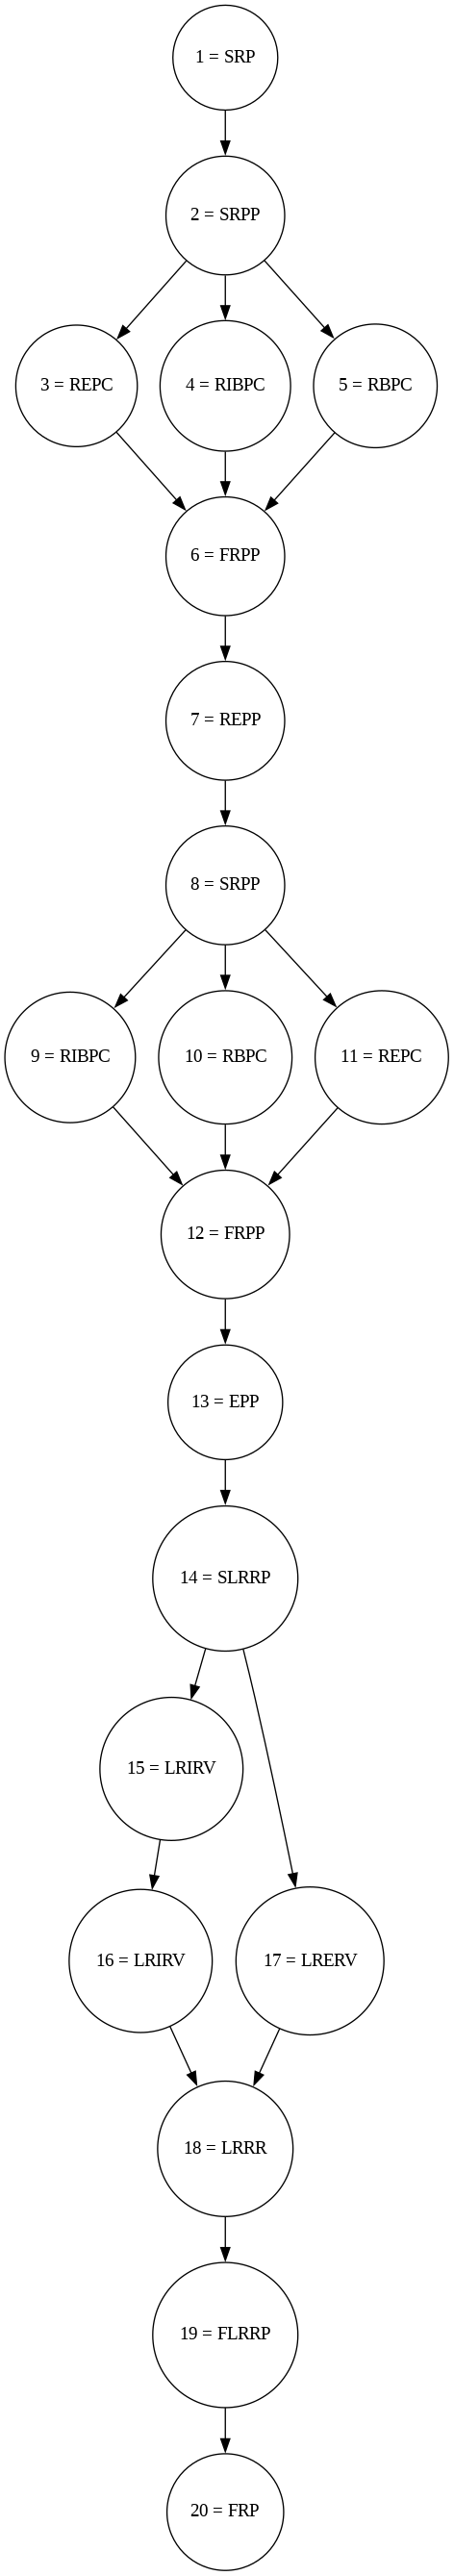 1 = SRP
2 = SRPP
3 = REPC
4 = RIBPC
5 = RBPC
6 = FRPP
7 = REPP
8 = SRPP
9 = RIBPC
10 = RBPC
11 = REPC
12 = FRPP
13 = EPP
14 = SLRRP
15 = LRIRV
16 = LRIRV
17 = LRERV
18 = LRRR
19 = FLRRP
20 = FRP